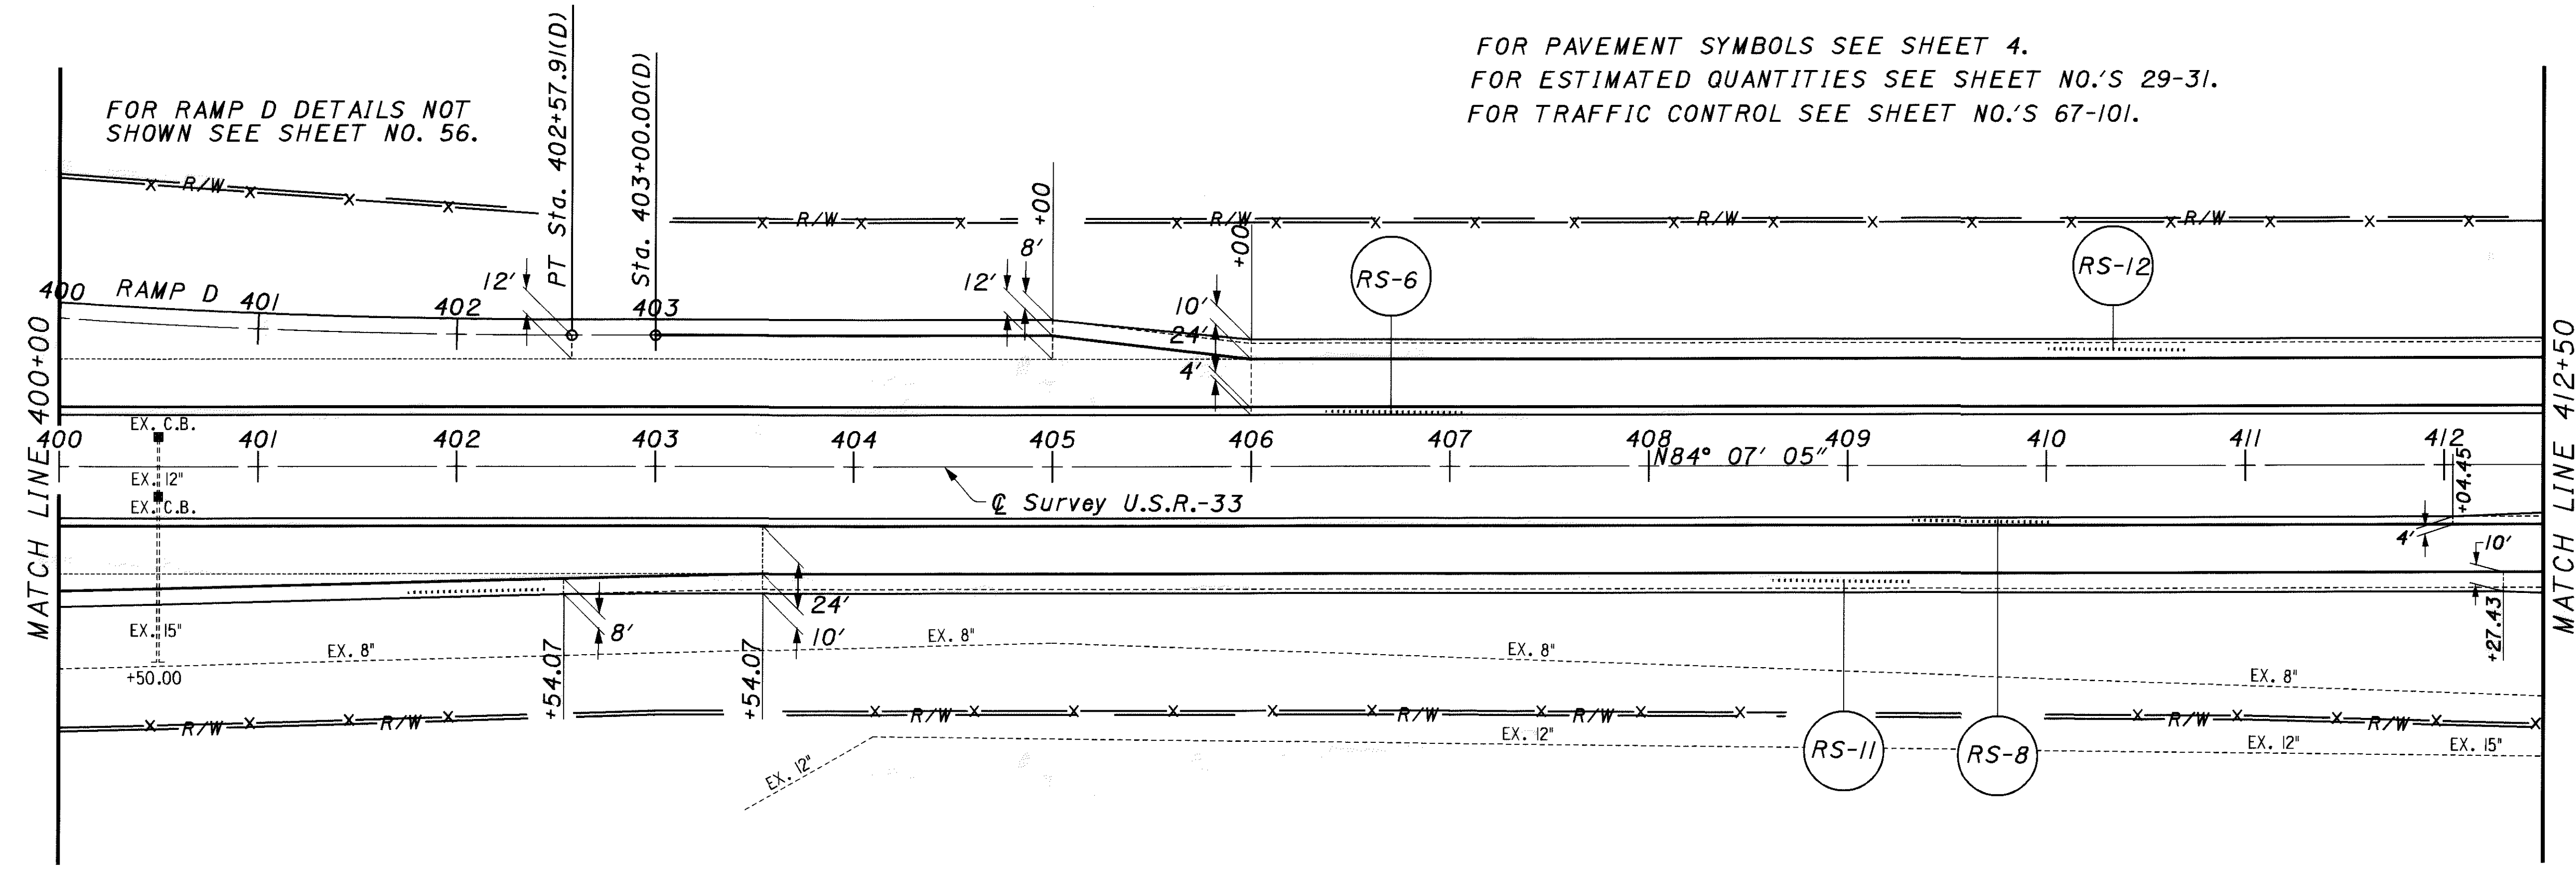 FOR PAVEMENT SYMBOLS SEE SHEET 4.
FOR ESTIMATED QUANTITIES SEE SHEET NO.'S 29-31.
FOR TRAFFIC CONTROL SEE SHEET NO.'S 67-101.
FOR RAMP D DETAILS NOT
SHOWN SEE SHEET NO. 56.
PT Sta. 402+57.91(D)
Sta. 403+00.00(D)
+00
+00
R/W
R/W
R/W
R/W
R/W
8'
12'
12'
10'
24'
4'
RS-6
RS-12
400
RAMP D
401
402
403
MATCH LINE 400+00
MATCH LINE 412+50
EX. C.B.
400
401
402
403
404
405
406
407
408
409
410
411
412
N84° 07' 05"
EX. 12"
EX. C.B.
℄ Survey U.S.R.-33
+04.45
4'
10'
24'
10'
8'
+27.43
EX. 15"
EX. 8"
EX. 8"
EX. 8"
EX. 8"
+50.00
+54.07
+54.07
R/W
R/W
R/W
R/W
R/W
R/W
R/W
EX. 12"
EX. 12"
EX. 12"
EX. 15"
RS-11
RS-8